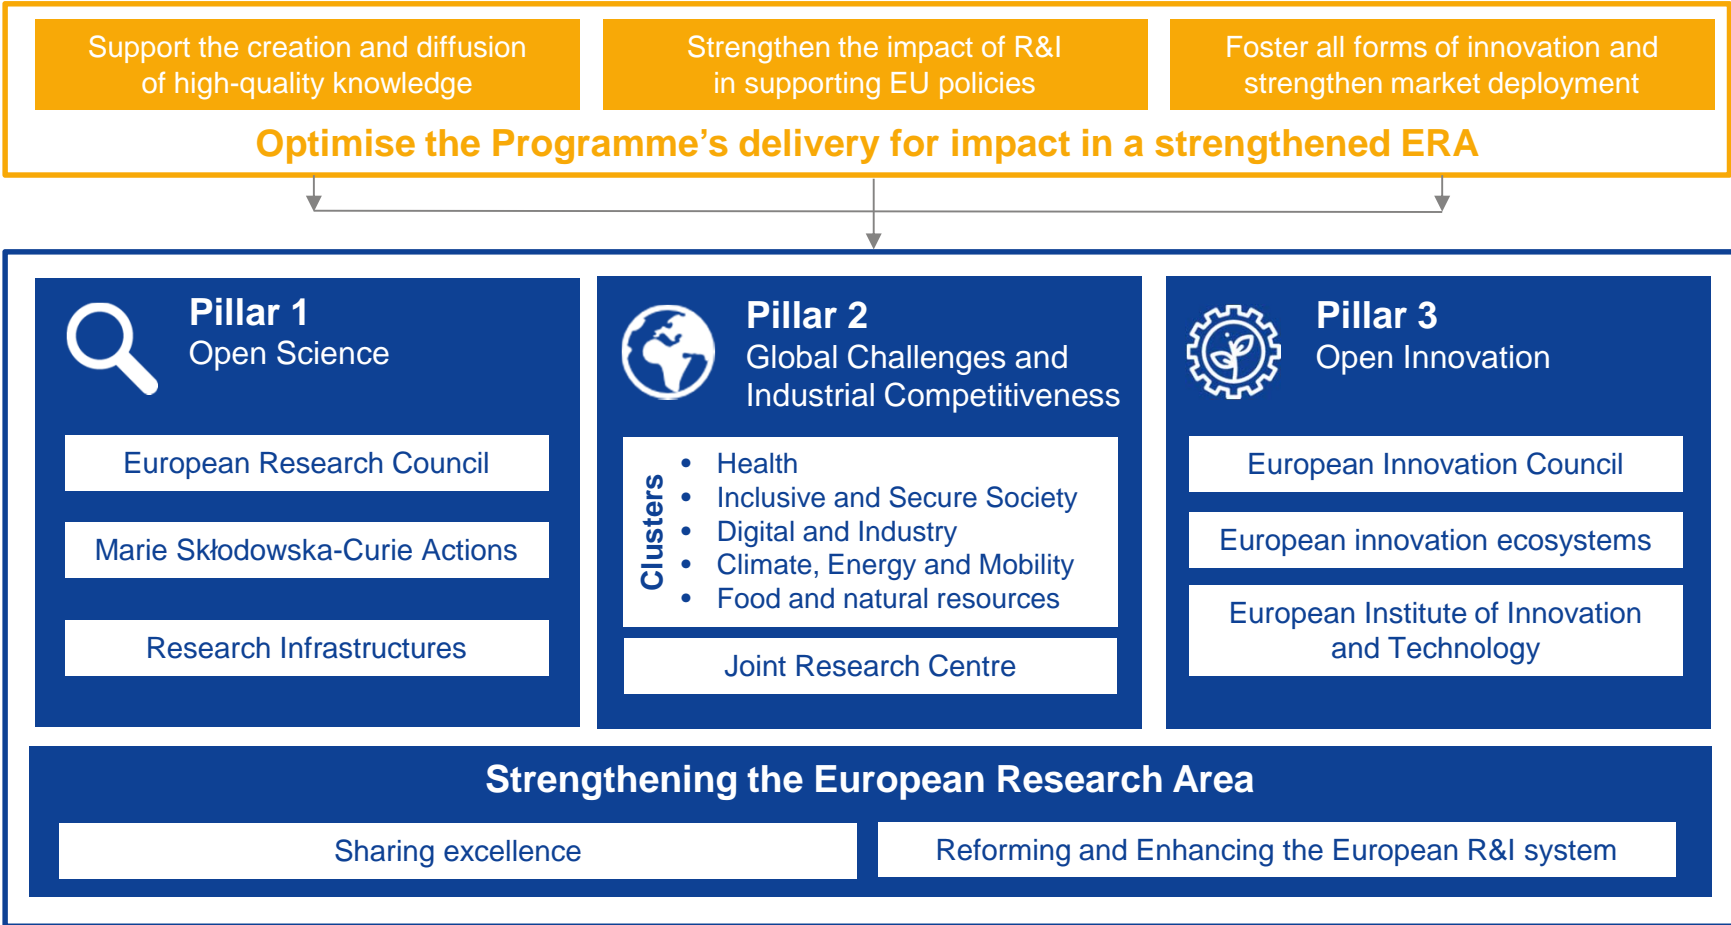 Support the creation and diffusion
of high-quality knowledge
Strengthen the impact of R&I
in supporting EU policies
Foster all forms of innovation and
strengthen market deployment
Optimise the Programme’s delivery for impact in a strengthened ERA
Pillar 1
Open Science
European Research Council
Marie Skłodowska-Curie Actions
Research Infrastructures
Pillar 2
Global Challenges and
Industrial Competitiveness
Clusters
• Health
• Inclusive and Secure Society
• Digital and Industry
• Climate, Energy and Mobility
• Food and natural resources
Joint Research Centre
Pillar 3
Open Innovation
European Innovation Council
European innovation ecosystems
European Institute of Innovation
and Technology
Strengthening the European Research Area
Sharing excellence
Reforming and Enhancing the European R&I system